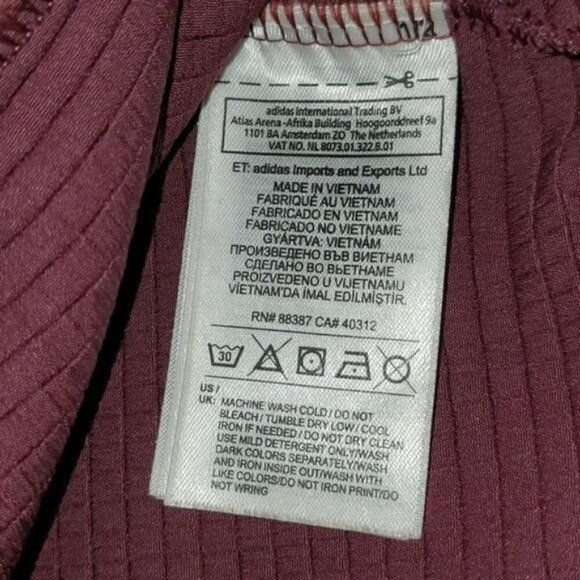 adidas International Trading BV
Atlas Arena -Afrika Building Hoogoorddreef 9a
1101 BA Amsterdam ZO The Netherlands
VAT NO. NL 8073.01.322.B.01
ET: adidas Imports and Exports Ltd
MADE IN VIETNAM
FABRIQUÉ AU VIETNAM
FABRICADO EN VIETNAM
FABRICADO NO VIETNAME
GYÁRTVA: VIETNÁM
ПРОИЗВЕДЕНО ВЪВ ВИЕТНАМ
СДЕЛАНО ВО ВЬЕТНАМЕ
PROIZVEDENO U VIJETNAMU
VİETNAM'DA İMAL EDİLMİŞTİR.
RN# 88387 CA# 40312
30
US /
UK: MACHINE WASH COLD / DO NOT
BLEACH / TUMBLE DRY LOW / COOL
IRON IF NEEDED / DO NOT DRY CLEAN
USE MILD DETERGENT ONLY/WASH
DARK COLORS SEPARATELY/WASH
AND IRON INSIDE OUT/WASH WITH
LIKE COLORS/DO NOT IRON PRINT/DO
NOT WRING